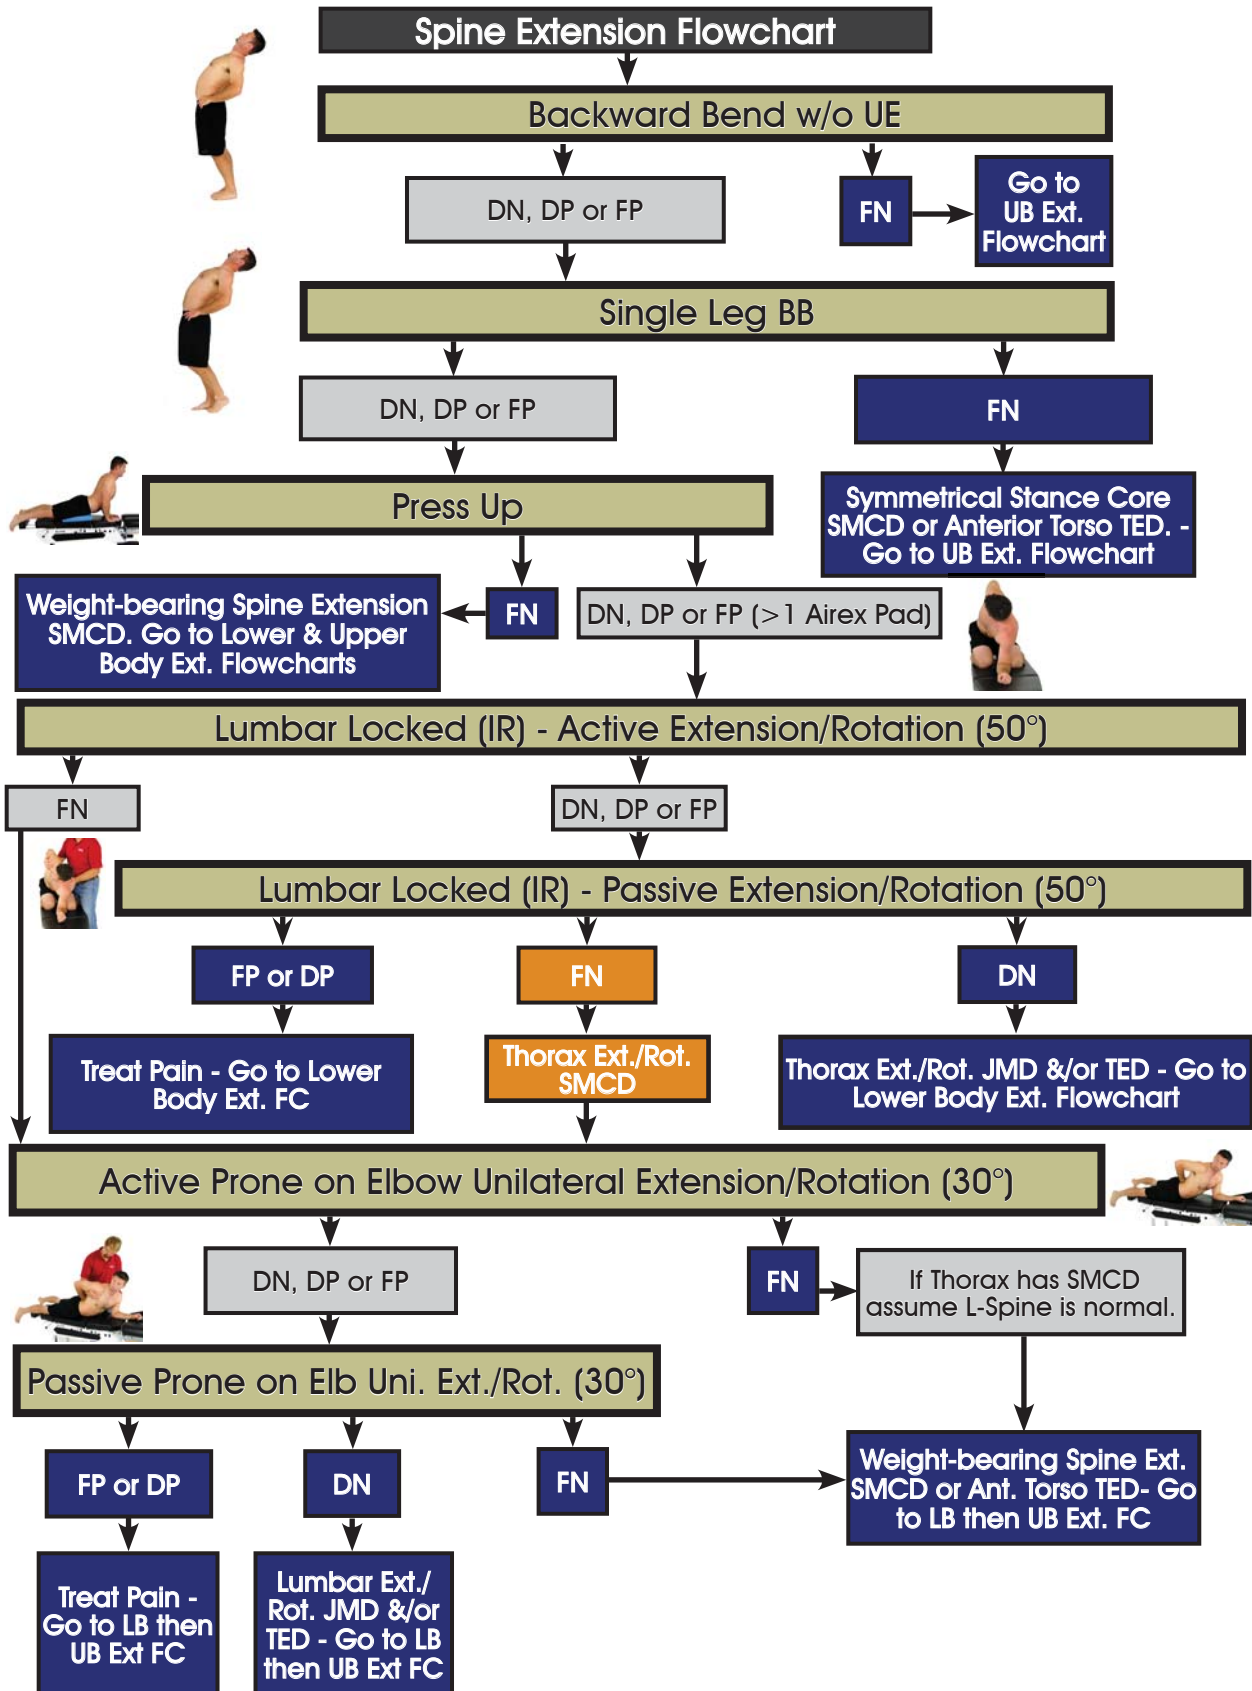 Spine Extension Flowchart
Backward Bend w/o UE
DN, DP or FP
FN
Go to
UB Ext.
Flowchart
Single Leg BB
DN, DP or FP
FN
Symmetrical Stance Core
SMCD or Anterior Torso TED. -
Go to UB Ext. Flowchart
Press Up
FN
Weight-bearing Spine Extension
SMCD. Go to Lower & Upper
Body Ext. Flowcharts
DN, DP or FP (>1 Airex Pad)
Lumbar Locked (IR) - Active Extension/Rotation (50°)
FN
DN, DP or FP
Lumbar Locked (IR) - Passive Extension/Rotation (50°)
FP or DP
FN
DN
Treat Pain - Go to Lower
Body Ext. FC
Thorax Ext./Rot.
SMCD
Thorax Ext./Rot. JMD &/or TED - Go to
Lower Body Ext. Flowchart
Active Prone on Elbow Unilateral Extension/Rotation (30°)
DN, DP or FP
FN
If Thorax has SMCD
assume L-Spine is normal.
Passive Prone on Elb Uni. Ext./Rot. (30°)
FP or DP
DN
FN
Weight-bearing Spine Ext.
SMCD or Ant. Torso TED- Go
to LB then UB Ext. FC
Treat Pain -
Go to LB then
UB Ext FC
Lumbar Ext./
Rot. JMD &/or
TED - Go to LB
then UB Ext FC